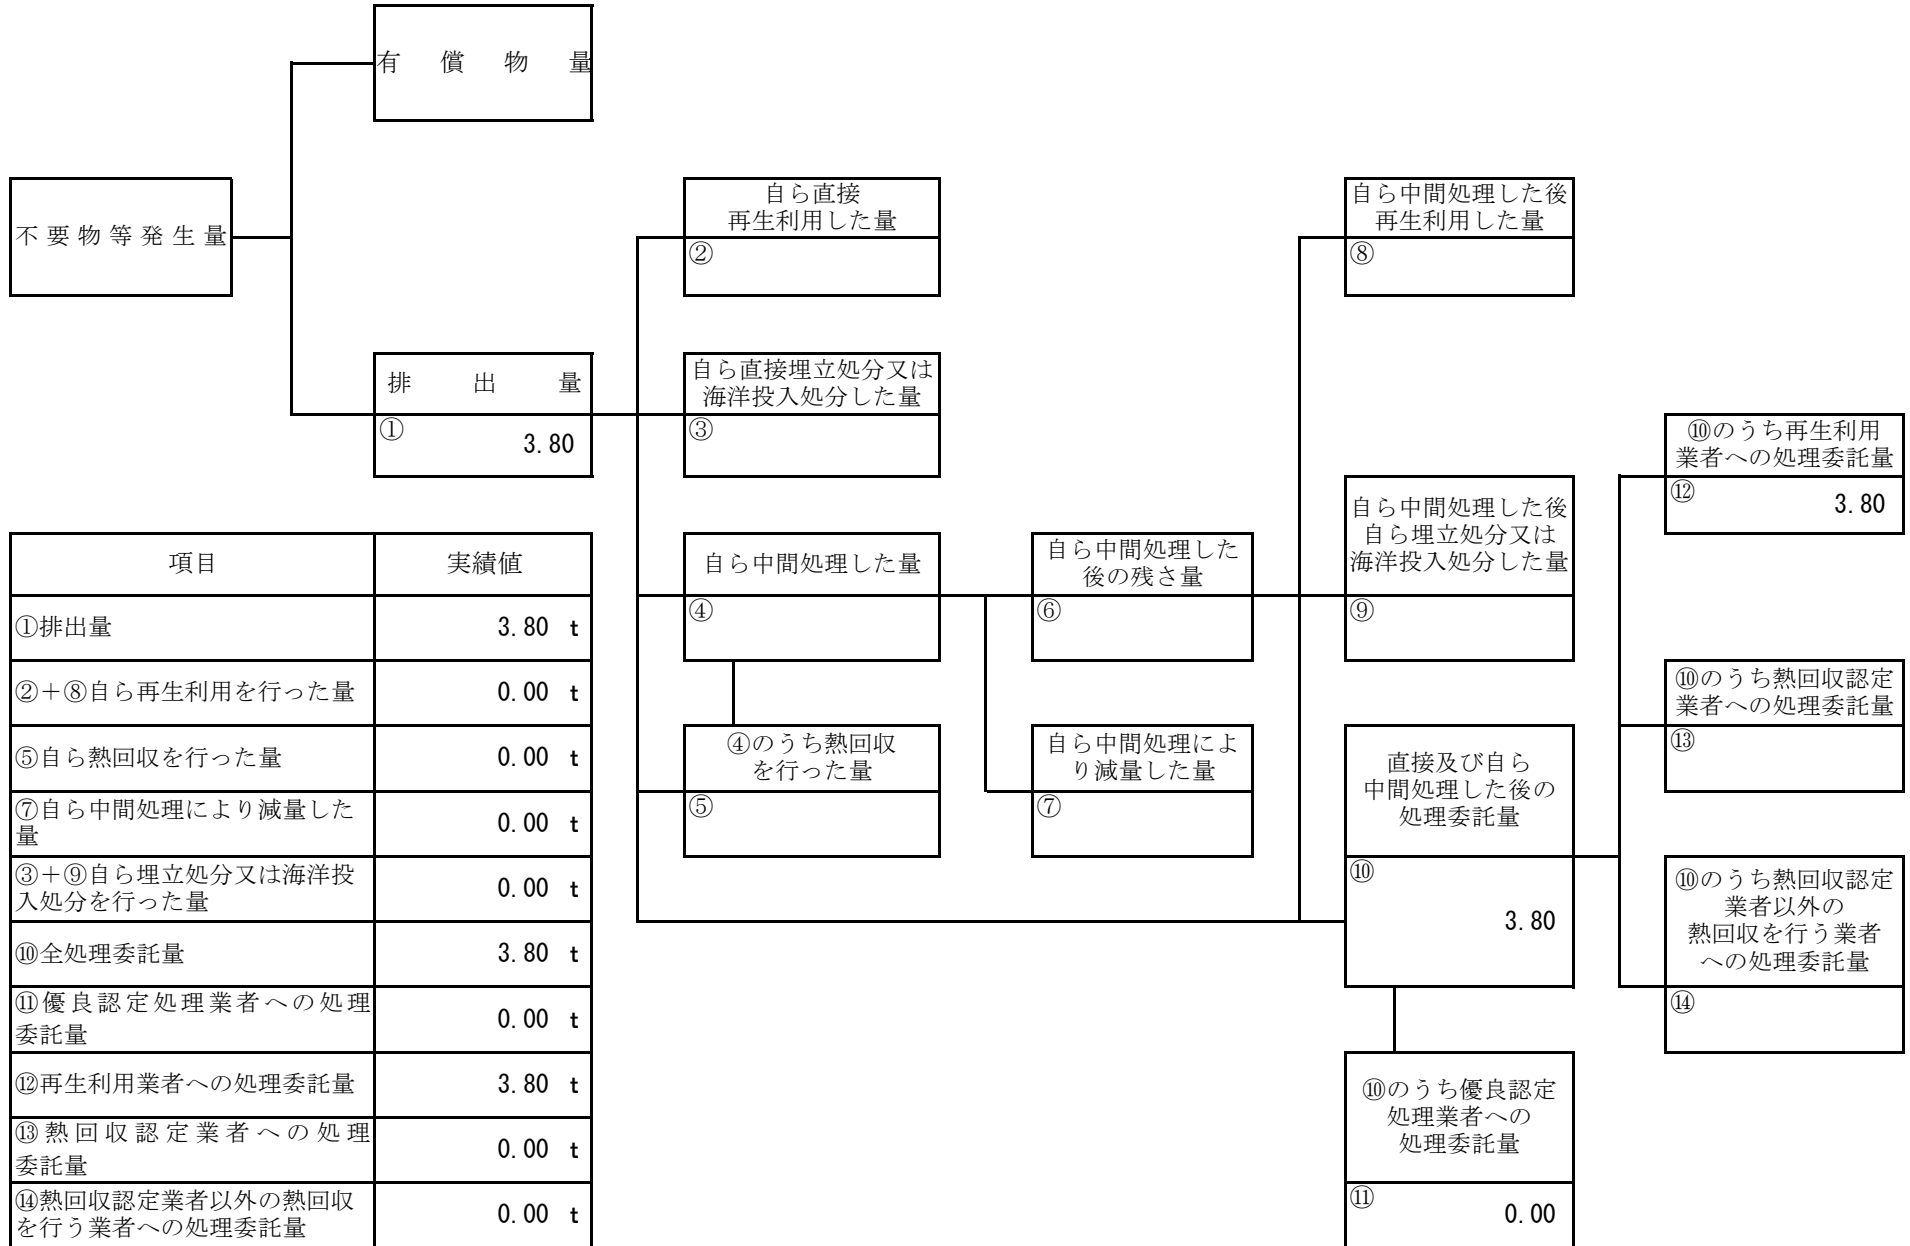 有償物量
不要物等発生量
排出量
①
3.80
自ら直接
再生利用した量
②
自ら直接埋立処分又は
海洋投入処分した量
③
自ら中間処理した量
④
④のうち熱回収
を行った量
⑤
自ら中間処理した
後の残さ量
⑥
自ら中間処理によ
り減量した量
⑦
自ら中間処理した後
再生利用した量
⑧
自ら中間処理した後
自ら埋立処分又は
海洋投入処分した量
⑨
直接及び自ら
中間処理した後の
処理委託量
⑩
3.80
⑩のうち優良認定
処理業者への
処理委託量
⑪
0.00
⑩のうち再生利用
業者への処理委託量
⑫
3.80
⑩のうち熱回収認定
業者への処理委託量
⑬
⑩のうち熱回収認定
業者以外の
熱回収を行う業者
への処理委託量
⑭
項目 実績値
①排出量 3.80 t
②＋⑧自ら再生利用を行った量 0.00 t
⑤自ら熱回収を行った量 0.00 t
⑦自ら中間処理により減量した
量 0.00 t
③＋⑨自ら埋立処分又は海洋投
入処分を行った量 0.00 t
⑩全処理委託量 3.80 t
⑪優良認定処理業者への処理
委託量 0.00 t
⑫再生利用業者への処理委託量 3.80 t
⑬熱回収認定業者への処理
委託量 0.00 t
⑭熱回収認定業者以外の熱回収
を行う業者への処理委託量 0.00 t